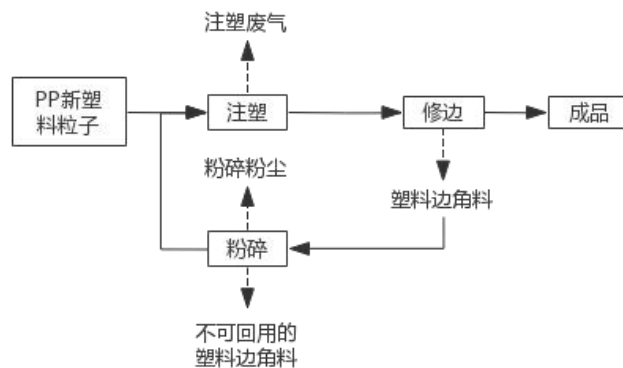 注塑废气
PP新塑
料粒子
注塑
修边
成品
粉碎粉尘
塑料边角料
粉碎
不可回用的
塑料边角料